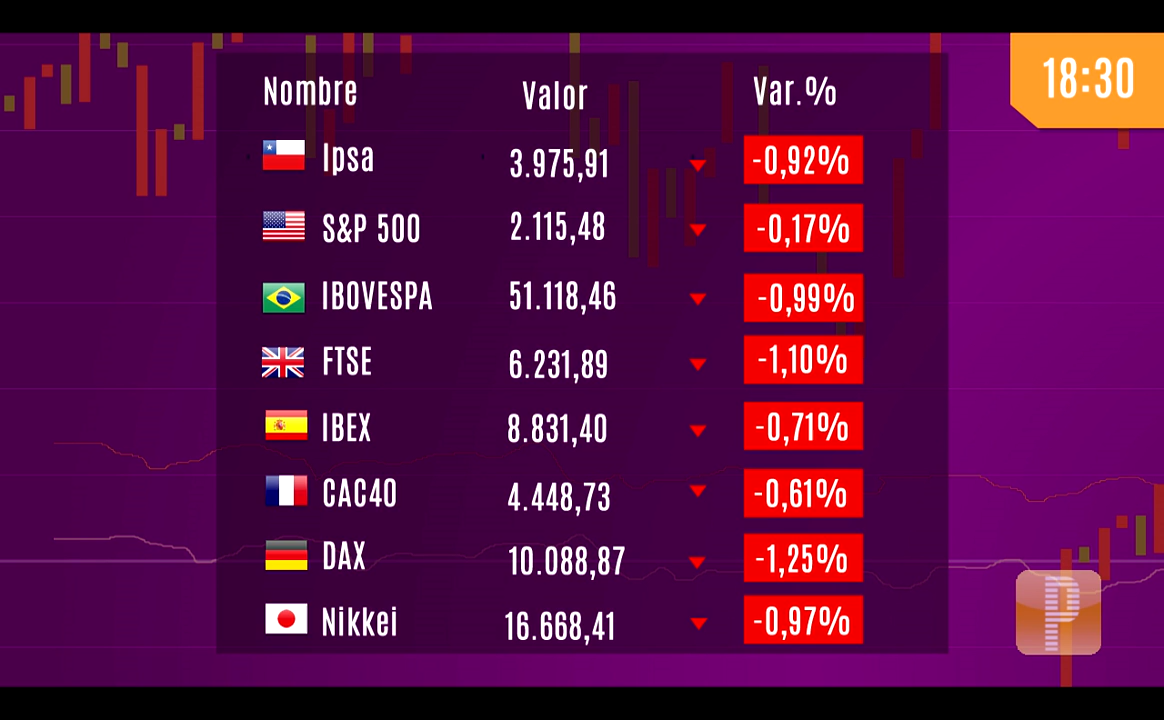 18:30
Nombre Valor Var.%
Ipsa 3.975,91 -0,92%
S&P 500 2.115,48 -0,17%
IBOVESPA 51.118,46 -0,99%
FTSE 6.231,89 -1,10%
IBEX 8.831,40 -0,71%
CAC40 4.448,73 -0,61%
DAX 10.088,87 -1,25%
Nikkei 16.668,41 -0,97%
P